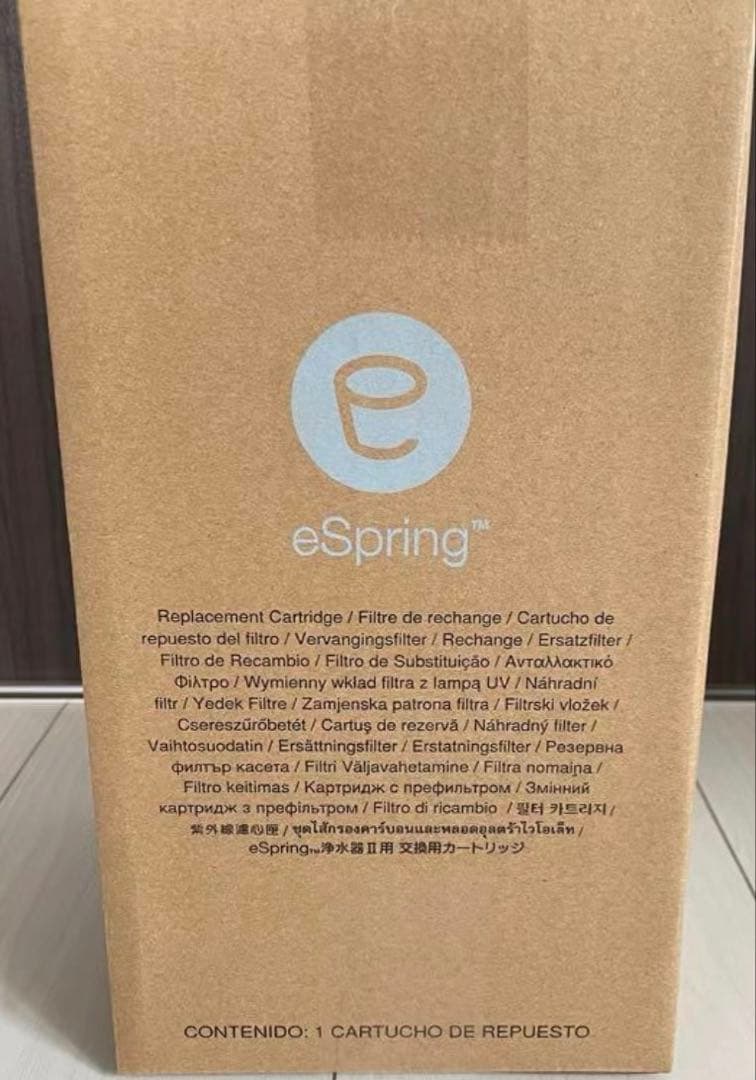 eSpring™
Replacement Cartridge / Filtre de rechange / Cartucho de
repuesto del filtro / Vervangingsfilter / Rechange / Ersatzfilter /
Filtro de Recambio / Filtro de Substituição / Ανταλλακτικό
Φίλτρο / Wymienny wkład filtra z lampą UV / Náhradní
filtr / Yedek Filtre / Zamjenska patrona filtra / Filtrski vložek /
Csereszűrőbetét / Cartuş de rezervă / Náhradný filter /
Vaihtosuodatin / Ersättningsfilter / Erstatningsfilter / Резервна
филтър касета / Filtri Väljavahetamine / Filtra nomaiņa /
Filtro keitimas / Картридж с префильтром / Змінний
картридж з префільтром / Filtro di ricambio / 필터 카트리지 /
紫外線濾心匣 / ชุดไส้กรองคาร์บอนและหลอดอุลตร้าไวโอเล็ท /
eSpring™浄水器Ⅱ用 交換用カートリッジ
CONTENIDO: 1 CARTUCHO DE REPUESTO